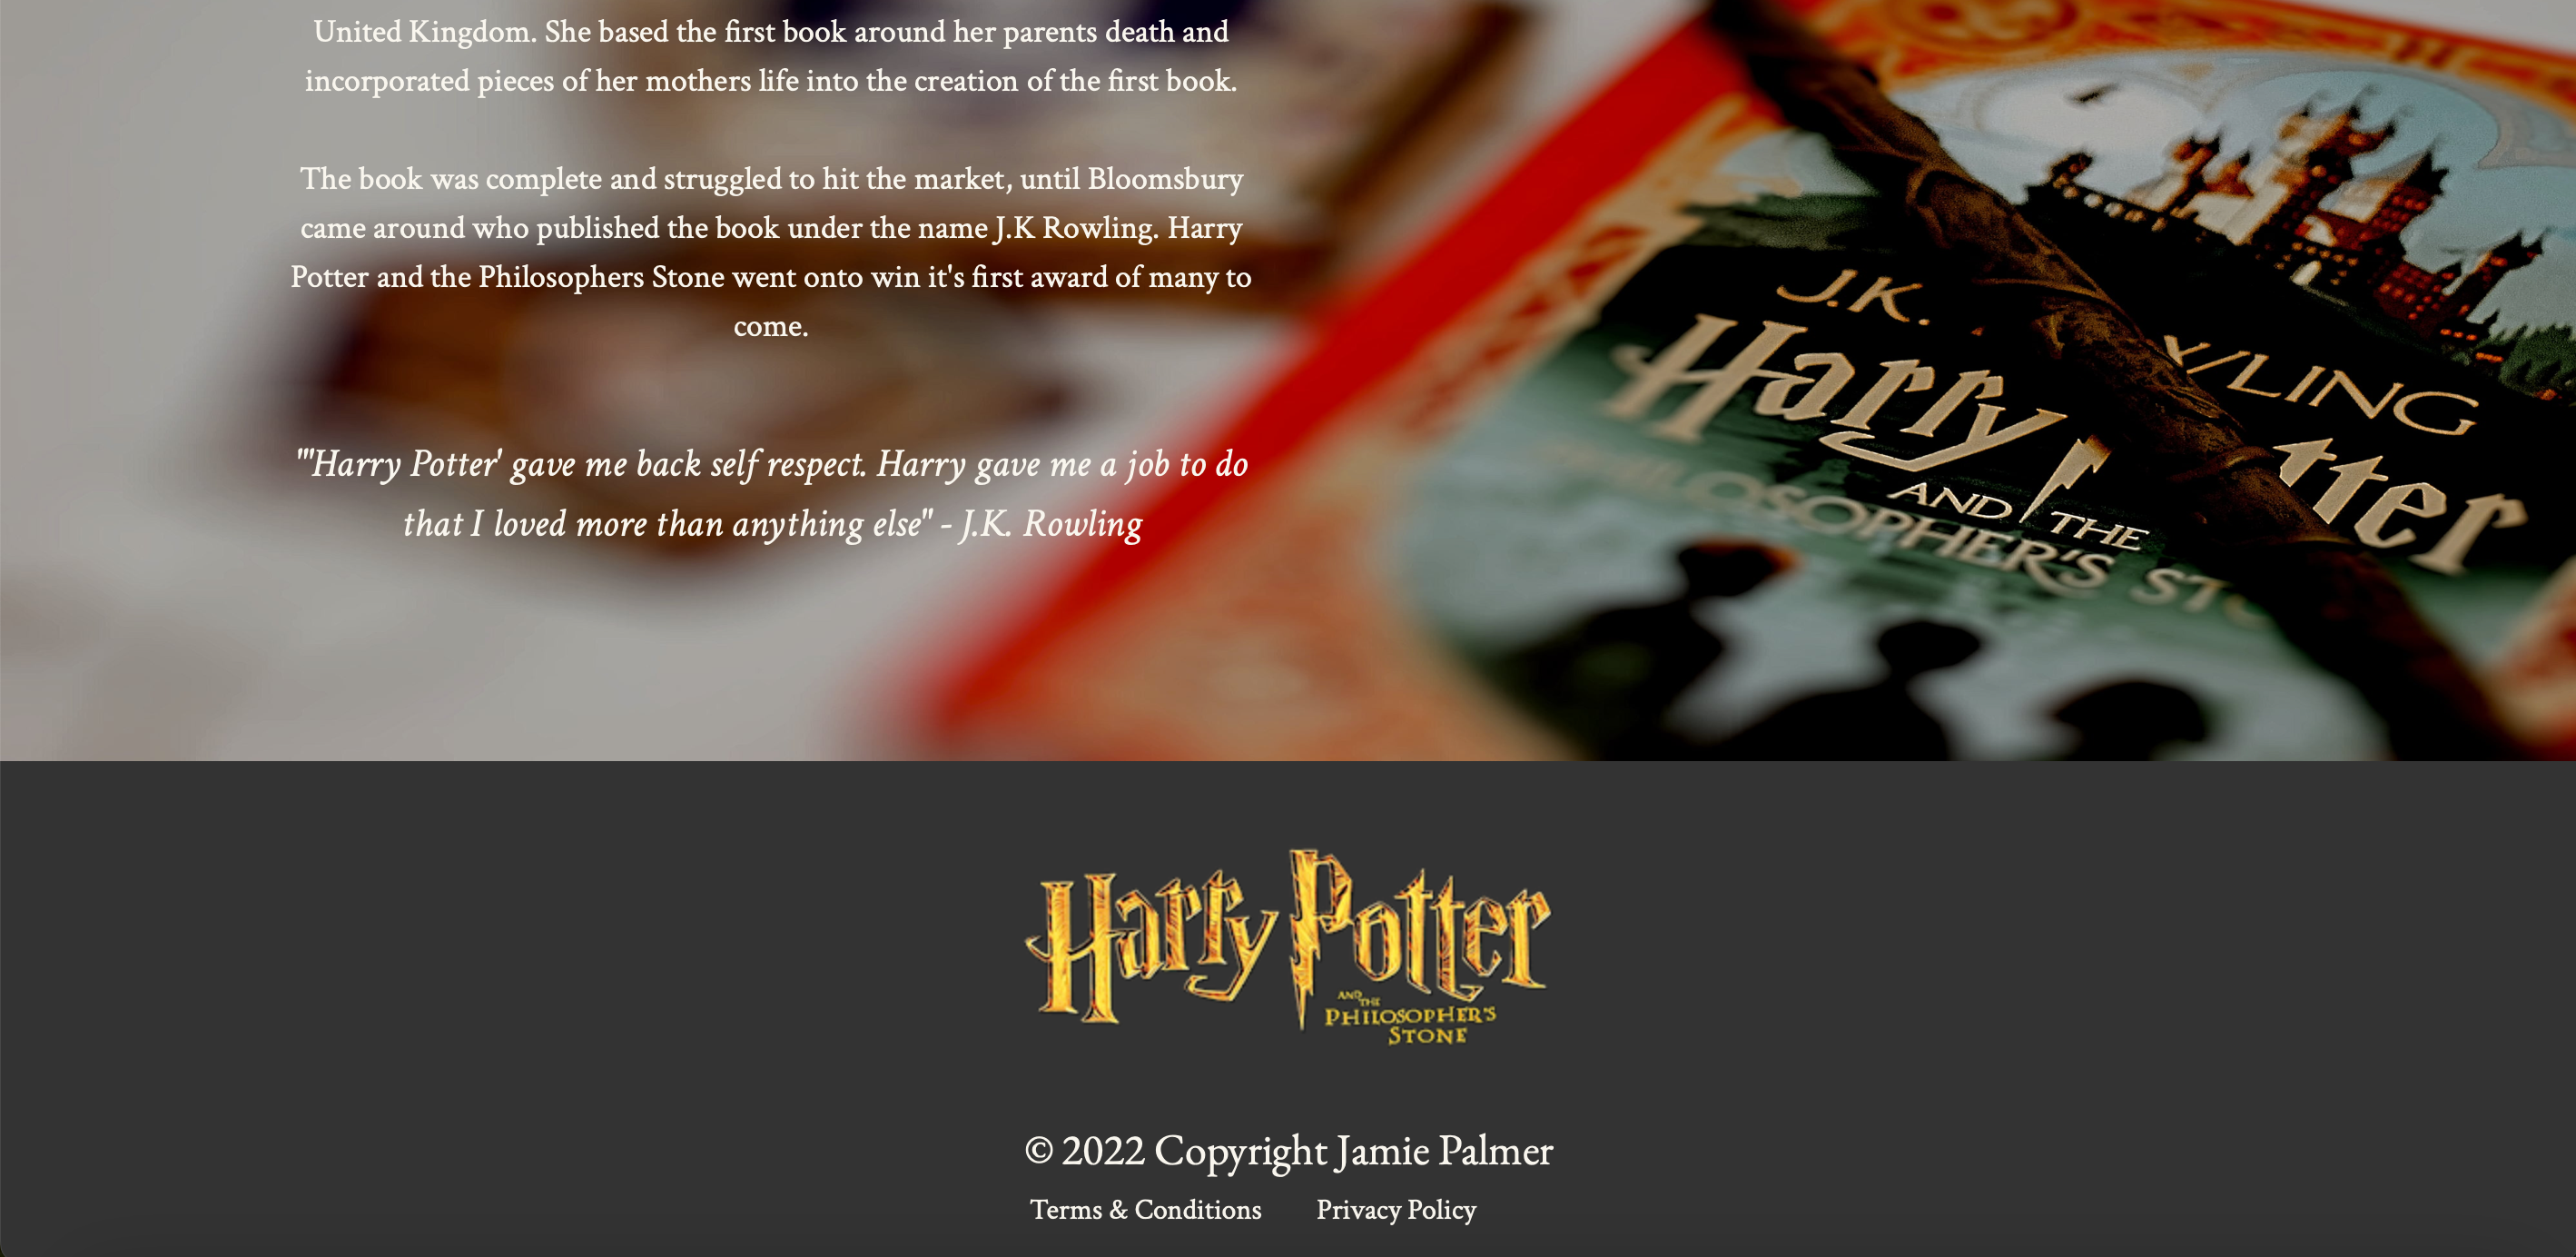 United Kingdom. She based the first book around her parents death and
incorporated pieces of her mothers life into the creation of the first book.
The book was complete and struggled to hit the market, until Bloomsbury
came around who published the book under the name J.K Rowling. Harry
Potter and the Philosophers Stone went onto win it's first award of many to
come.
"'Harry Potter' gave me back self respect. Harry gave me a job to do
that I loved more than anything else" - J.K. Rowling
J.K. WLING
Harry tter
AND THE
PHILOSOPHER'S STO
Harry Potter
AND THE
PHILOSOPHER'S
STONE
© 2022 Copyright Jamie Palmer
Terms & Conditions Privacy Policy